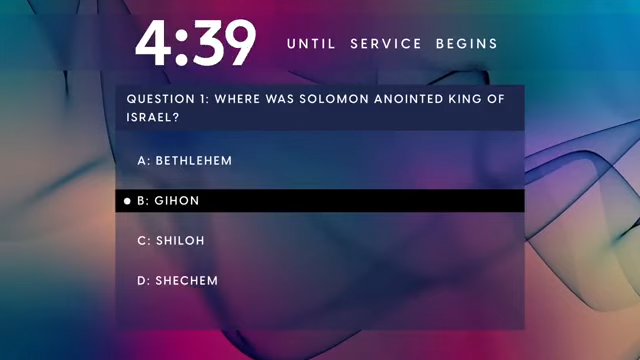 4:39 UNTIL SERVICE BEGINS
QUESTION 1: WHERE WAS SOLOMON ANOINTED KING OF
ISRAEL?
A: BETHLEHEM
B: GIHON
C: SHILOH
D: SHECHEM